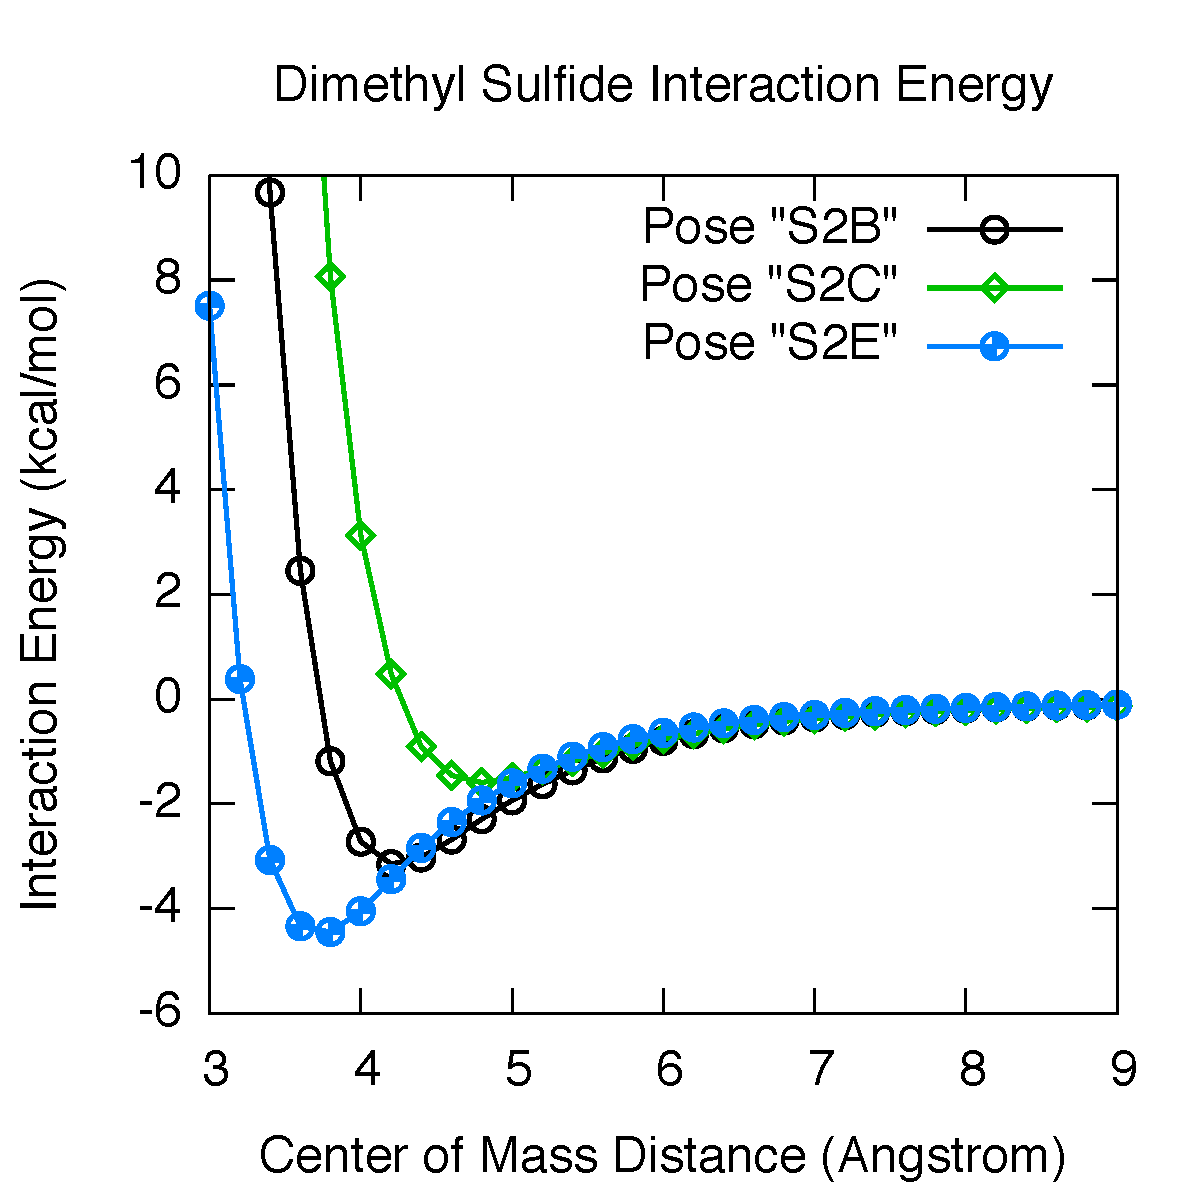 Dimethyl Sulfide Interaction Energy
10
8
6
4
2
0
-2
-4
-6
Interaction Energy (kcal/mol)
Pose "S2B"
Pose "S2C"
Pose "S2E"
3 4 5 6 7 8 9
Center of Mass Distance (Angstrom)